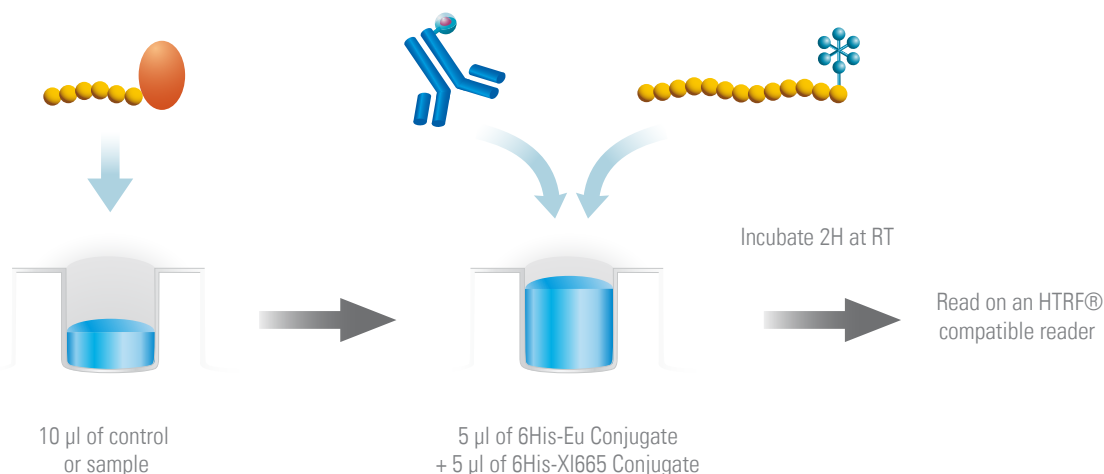 Incubate 2H at RT
Read on an HTRF®
compatible reader
10 µl of control
or sample
5 µl of 6His-Eu Conjugate
+ 5 µl of 6His-Xl665 Conjugate